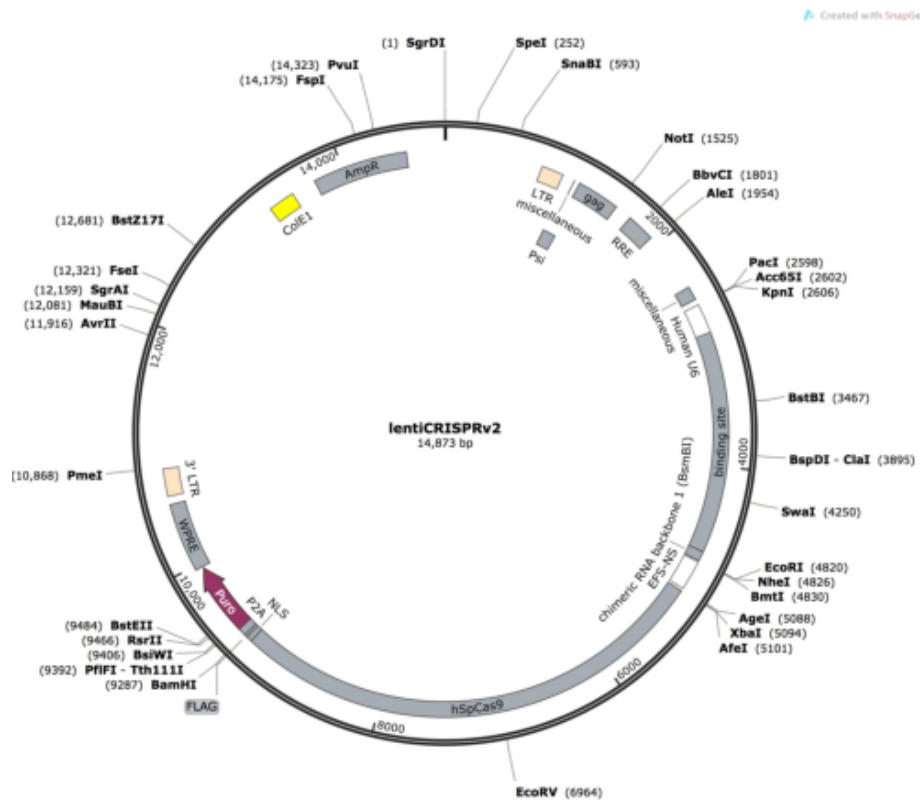 Created with SnapGe
(1) SgrDI
SpeI (252)
SnaBI (593)
NotI (1525)
BbvCI (1801)
AleI (1954)
2000
PacI (2598)
Acc65I (2602)
KpnI (2606)
BstBI (3467)
4000
BspDI - ClaI (3895)
SwaI (4250)
EcoRI (4820)
NheI (4826)
BmtI (4830)
AgeI (5088)
XbaI (5094)
AfeI (5101)
6000
EcoRV (6964)
8000
FLAG
(9287) BamHI
(9392) PflFI - Tth111I
(9406) BsiWI
(9466) RsrII
(9484) BstEII
10,000
(10,868) PmeI
(11,916) AvrII
12,000
(12,081) MauBI
(12,159) SgrAI
(12,321) FseI
(12,681) BstZ17I
14,000
(14,175) FspI
(14,323) PvuI
AmpR
ColE1
LTR
miscellaneous
gag
Psi
RRE
miscellaneous
Human U6
binding site
chimeric RNA backbone 1 (BsmBI)
EFS-NS
hSpCas9
NLS
P2A
Puro
WPRE
3' LTR
lentiCRISPRv2
14,873 bp